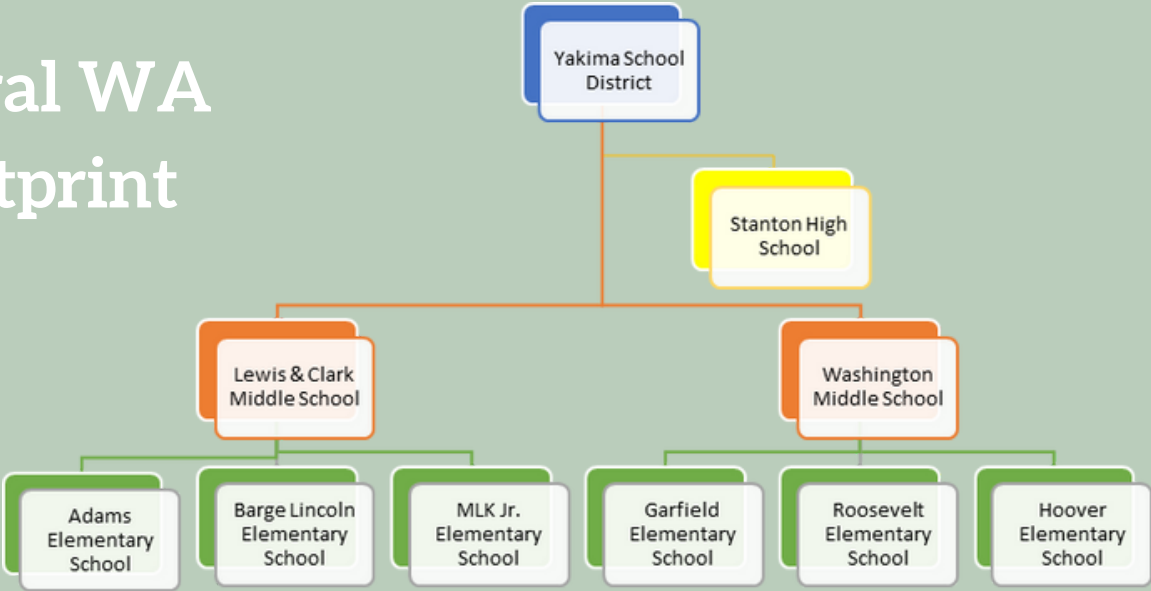 ral WA
tprint
Yakima School
District
Stanton High
School
Lewis & Clark
Middle School
Washington
Middle School
Adams
Elementary
School
Barge Lincoln
Elementary
School
MLK Jr.
Elementary
School
Garfield
Elementary
School
Roosevelt
Elementary
School
Hoover
Elementary
School